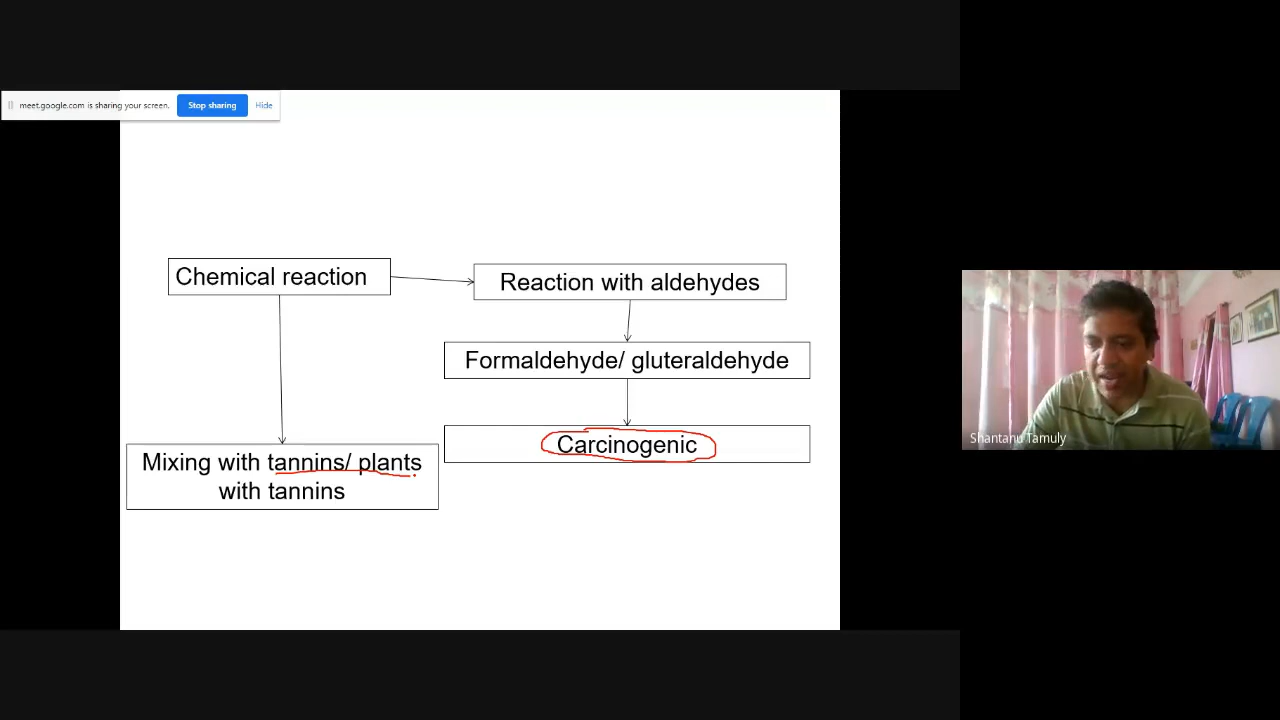 meet.google.com is sharing your screen.
Stop sharing
Hide
Chemical reaction
Reaction with aldehydes
Formaldehyde/ gluteraldehyde
Carcinogenic
Mixing with tannins/ plants
with tannins
Shantanu Tamuly